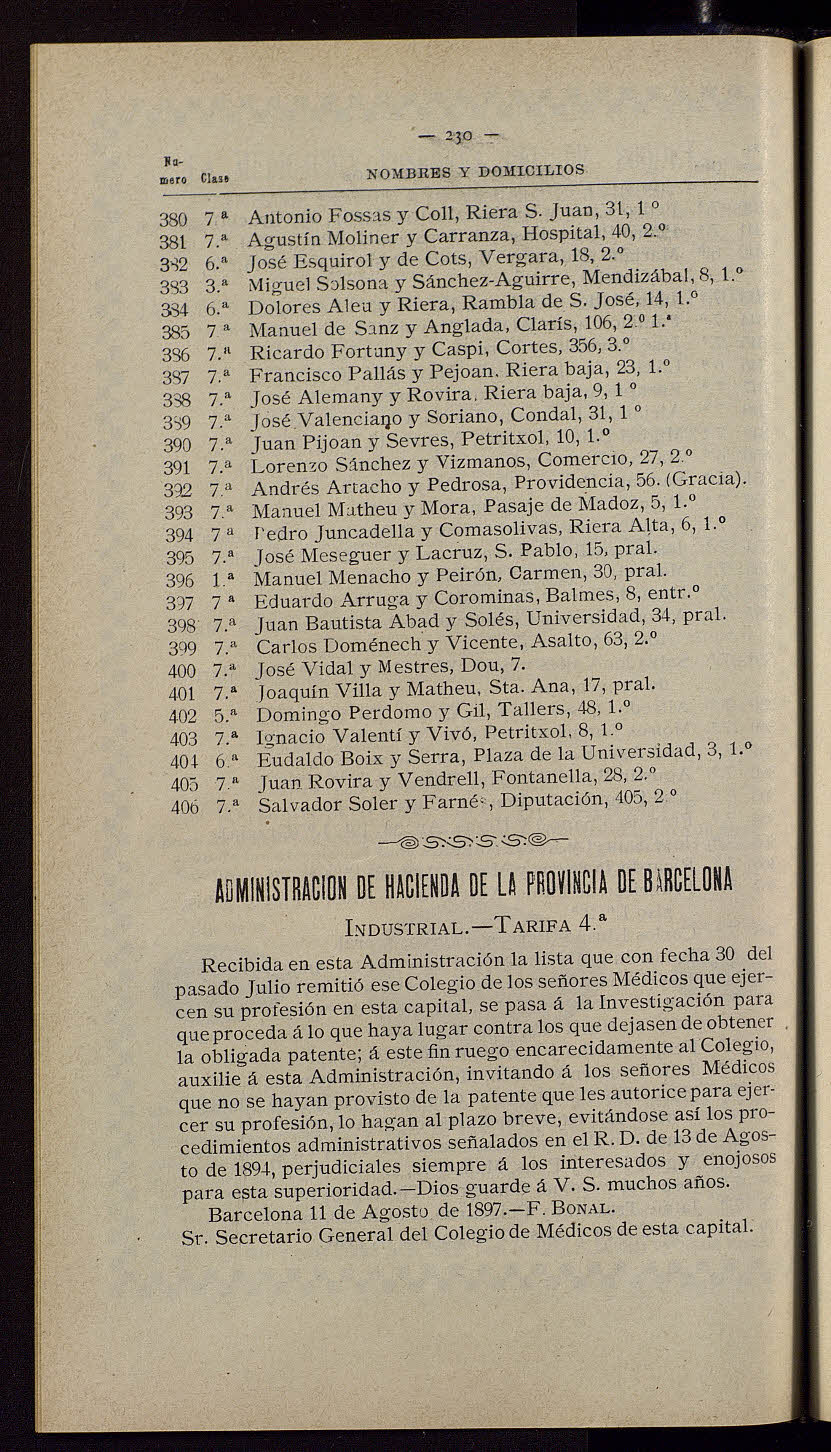 — 230 —
Nú-
mero Clase NOMBRES Y DOMICILIOS
380 7.ª Antonio Fossas y Coll, Riera S. Juan, 31, 1 º
381 7.ª Agustín Moliner y Carranza, Hospital, 40, 2.º
382 6.ª José Esquirol y de Cots, Vergara, 18, 2.º
383 3.ª Miguel Solsona y Sánchez-Aguirre, Mendizábal, 8, 1.º
384 6.ª Dolores Aleu y Riera, Rambla de S. José, 14, 1.º
385 7 ª Manuel de Sanz y Anglada, Clarís, 106, 2.º 1.ª
386 7.ª Ricardo Fortuny y Caspi, Cortes, 356, 3.º
387 7.ª Francisco Pallás y Pejoan. Riera baja, 23, 1.º
388 7.ª José Alemany y Rovira. Riera baja, 9, 1 º
389 7.ª José Valenciano y Soriano, Condal, 31, 1 º
390 7.ª Juan Pijoan y Sevres, Petritxol, 10, 1.º
391 7.ª Lorenzo Sánchez y Vizmanos, Comercio, 27, 2.º
392 7.ª Andrés Artacho y Pedrosa, Providencia, 56. (Gracia).
393 7.ª Manuel Matheu y Mora, Pasaje de Madoz, 5, 1.º
394 7 ª Pedro Juncadella y Comasolivas, Riera Alta, 6, 1.º
395 7.ª José Meseguer y Lacruz, S. Pablo, 15, pral.
396 1.ª Manuel Menacho y Peirón, Carmen, 30, pral.
397 7 ª Eduardo Arruga y Corominas, Balmes, 8, entr.º
398 7.ª Juan Bautista Abad y Solés, Universidad, 34, pral.
399 7.ª Carlos Doménech y Vicente, Asalto, 63, 2.º
400 7.ª José Vidal y Mestres, Dou, 7.
401 7.ª Joaquín Villa y Matheu, Sta. Ana, 17, pral.
402 5.ª Domingo Perdomo y Gil, Tallers, 48, 1.º
403 7.ª Ignacio Valentí y Vivó, Petritxol, 8, 1.º
404 6.ª Eudaldo Boix y Serra, Plaza de la Universidad, 3, 1.º
405 7.ª Juan Rovira y Vendrell, Fontanella, 28, 2.º
406 7.ª Salvador Soler y Farnés, Diputación, 405, 2.º
ADMINISTRACION DE HACIENDA DE LA PROVINCIA DE BARCELONA
INDUSTRIAL.—TARIFA 4.ª
Recibida en esta Administración la lista que con fecha 30 del
pasado Julio remitió ese Colegio de los señores Médicos que ejer-
cen su profesión en esta capital, se pasa á la Investigación para
que proceda á lo que haya lugar contra los que dejasen de obtener
la obligada patente; á este fin ruego encarecidamente al Colegio,
auxilie á esta Administración, invitando á los señores Médicos
que no se hayan provisto de la patente que les autorice para ejer-
cer su profesión, lo hagan al plazo breve, evitándose así los pro-
cedimientos administrativos señalados en el R. D. de 13 de Agos-
to de 1894, perjudiciales siempre á los interesados y enojosos
para esta superioridad.—Dios guarde á V. S. muchos años.
Barcelona 11 de Agosto de 1897.—F. BONAL.
Sr. Secretario General del Colegio de Médicos de esta capital.